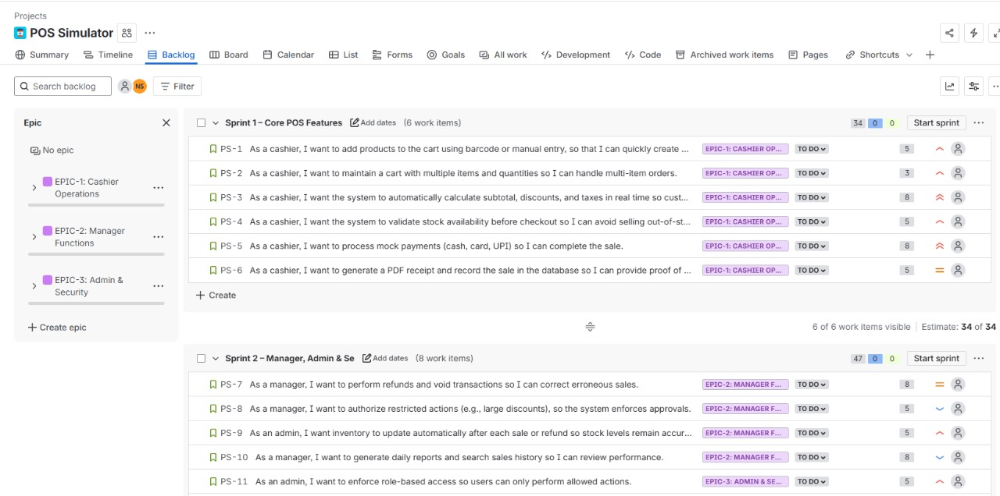 Projects
POS Simulator
Summary Timeline Backlog Board Calendar List Forms Goals All work Development Code Archived work items Pages Shortcuts
Search backlog NS Filter
Epic
No epic
EPIC-1: Cashier
Operations
EPIC-2: Manager
Functions
EPIC-3: Admin &
Security
Create epic
Sprint 1 – Core POS Features Add dates (6 work items) 34 0 0 Start sprint
PS-1 As a cashier, I want to add products to the cart using barcode or manual entry, so that I can quickly create ... EPIC-1: CASHIER OP... TO DO 5
PS-2 As a cashier, I want to maintain a cart with multiple items and quantities so I can handle multi-item orders. EPIC-1: CASHIER OP... TO DO 3
PS-3 As a cashier, I want the system to automatically calculate subtotal, discounts, and taxes in real time so cust... EPIC-1: CASHIER OP... TO DO 8
PS-4 As a cashier, I want the system to validate stock availability before checkout so I can avoid selling out-of-st... EPIC-1: CASHIER OP... TO DO 5
PS-5 As a cashier, I want to process mock payments (cash, card, UPI) so I can complete the sale. EPIC-1: CASHIER OP... TO DO 8
PS-6 As a cashier, I want to generate a PDF receipt and record the sale in the database so I can provide proof of ... EPIC-1: CASHIER OP... TO DO 5
Create
6 of 6 work items visible Estimate: 34 of 34
Sprint 2 – Manager, Admin & Se Add dates (8 work items) 47 0 0 Start sprint
PS-7 As a manager, I want to perform refunds and void transactions so I can correct erroneous sales. EPIC-2: MANAGER F... TO DO 8
PS-8 As a manager, I want to authorize restricted actions (e.g., large discounts), so the system enforces approvals. EPIC-2: MANAGER F... TO DO 5
PS-9 As an admin, I want inventory to update automatically after each sale or refund so stock levels remain accur... EPIC-2: MANAGER F... TO DO 5
PS-10 As a manager, I want to generate daily reports and search sales history so I can review performance. EPIC-2: MANAGER F... TO DO 8
PS-11 As an admin, I want to enforce role-based access so users can only perform allowed actions. EPIC-3: ADMIN & SE... TO DO 5